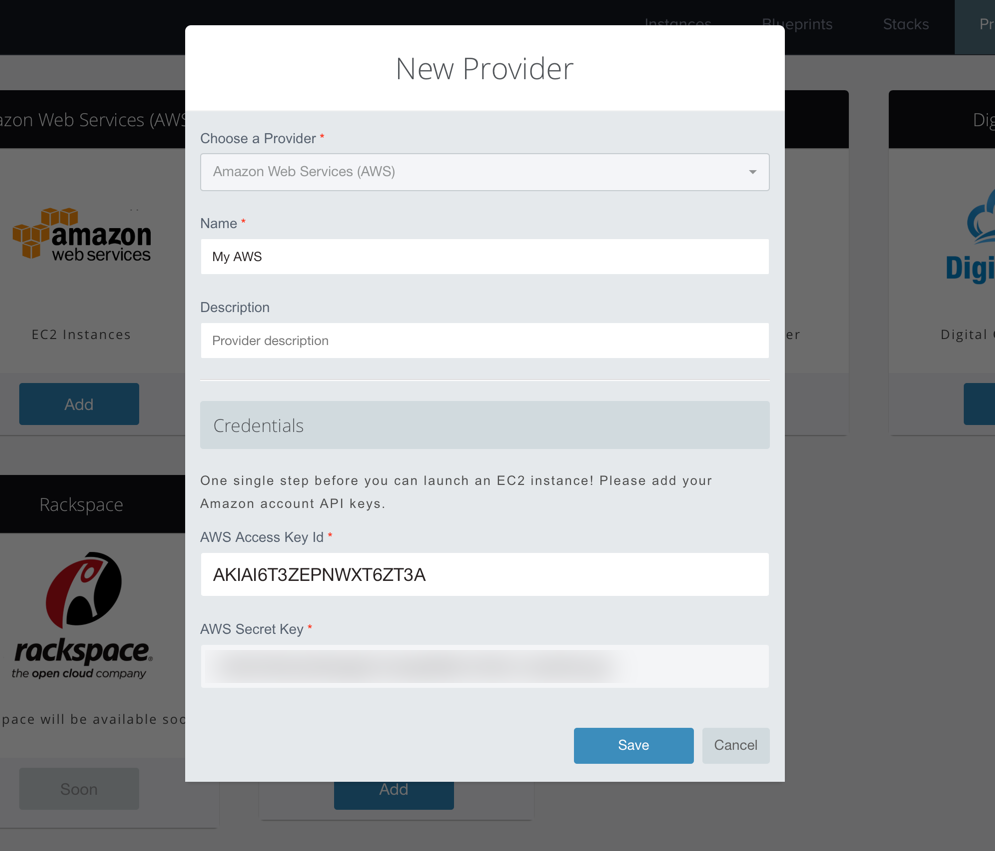 Instances Blueprints Stacks Pr
New Provider
azon Web Services (AWS
Dig
Choose a Provider *
Amazon Web Services (AWS)
Name *
My AWS
amazon
web services
Digi
Description
Provider description
EC2 Instances
er
Digital
Add
Credentials
One single step before you can launch an EC2 instance! Please add your
Amazon account API keys.
Rackspace
AWS Access Key Id *
AKIAI6T3ZEPNWXT6ZT3A
AWS Secret Key *
rackspace.
the open cloud company
pace will be available soo
Save Cancel
Soon
Add